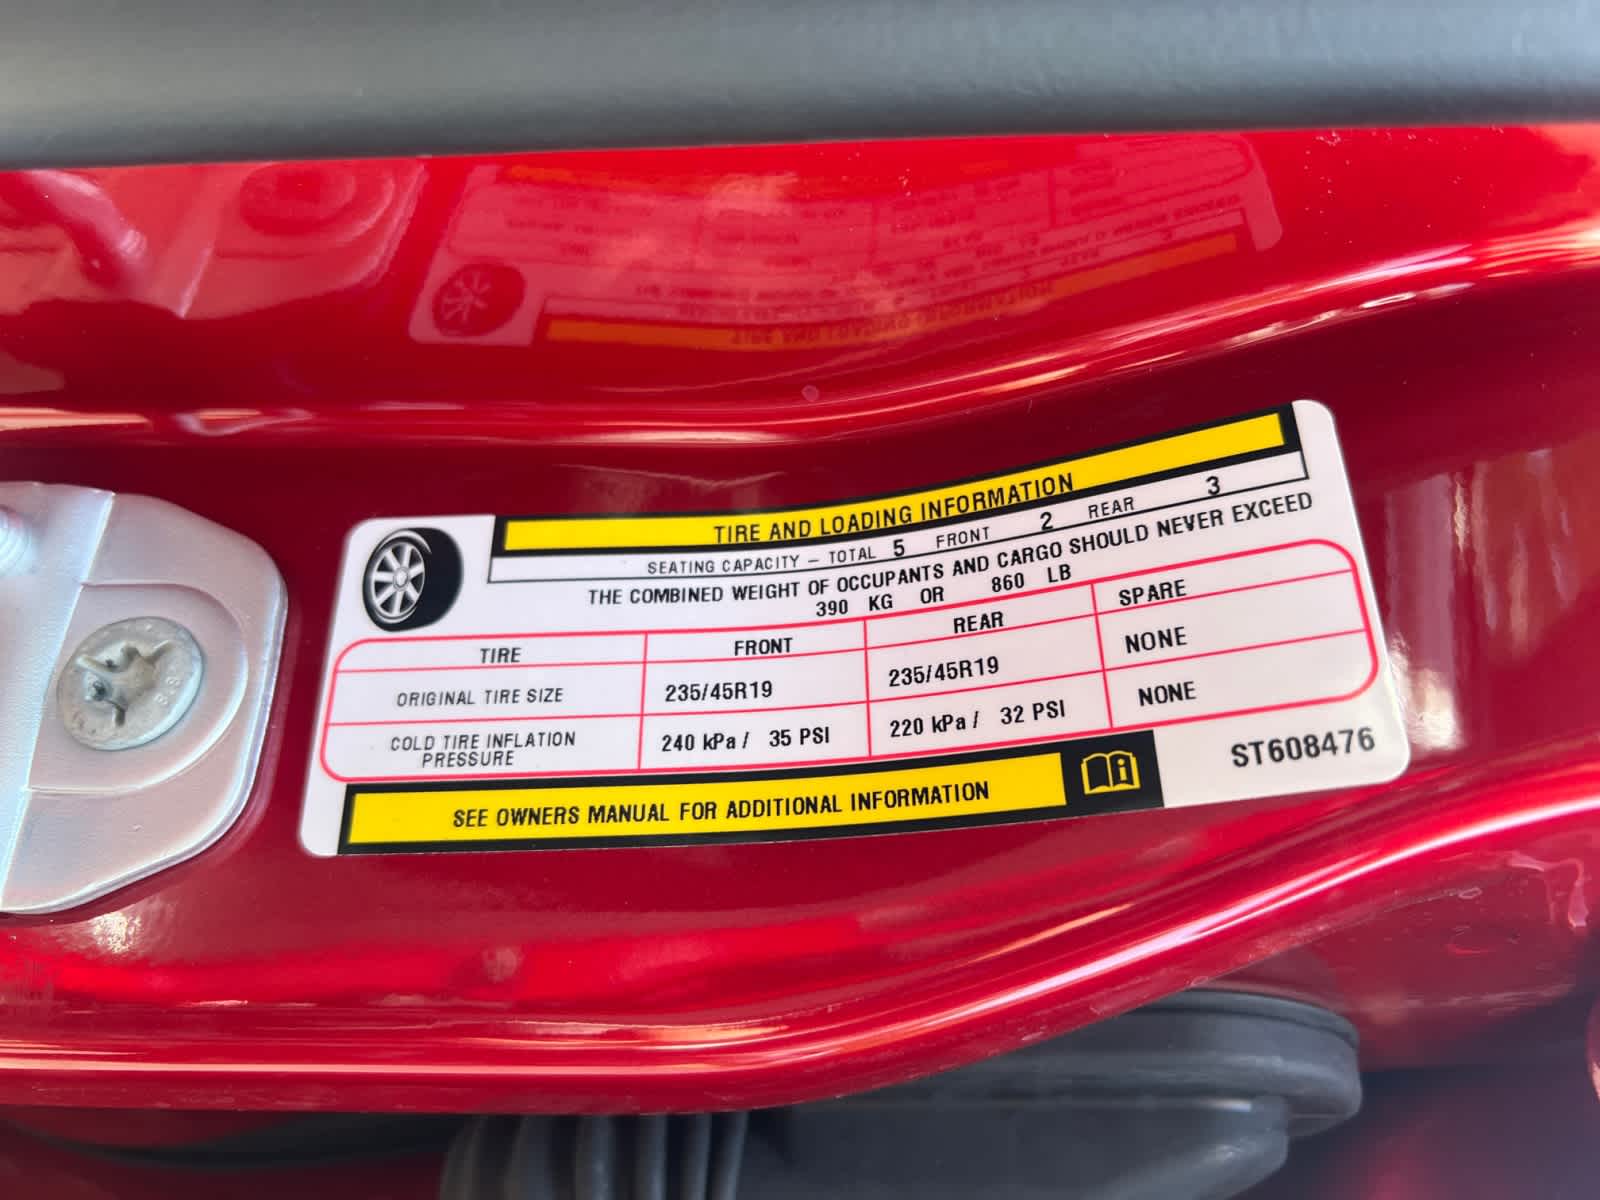 TIRE AND LOADING INFORMATION
SEATING CAPACITY – TOTAL 5 FRONT 2 REAR 3
THE COMBINED WEIGHT OF OCCUPANTS AND CARGO SHOULD NEVER EXCEED
390 KG OR 860 LB
TIRE FRONT REAR SPARE
ORIGINAL TIRE SIZE 235/45R19 235/45R19 NONE
COLD TIRE INFLATION
PRESSURE 240 kPa / 35 PSI 220 kPa / 32 PSI NONE
SEE OWNERS MANUAL FOR ADDITIONAL INFORMATION
ST608476